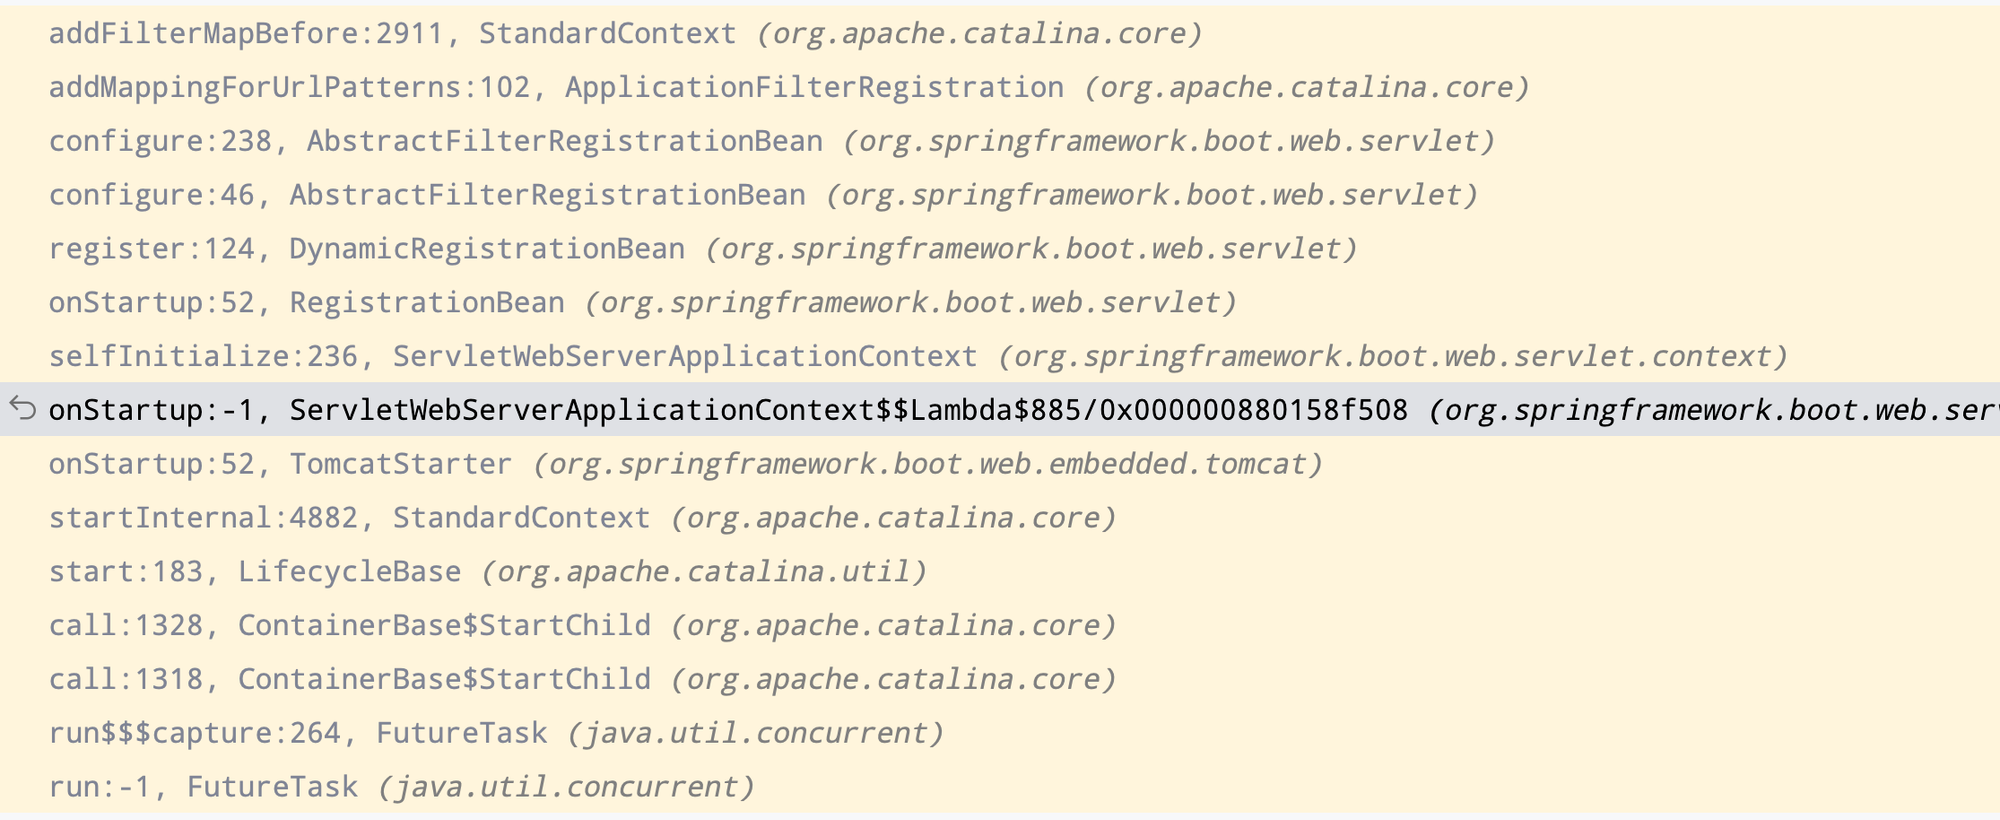 addFilterMapBefore:2911, StandardContext (org.apache.catalina.core)
addMappingForUrlPatterns:102, ApplicationFilterRegistration (org.apache.catalina.core)
configure:238, AbstractFilterRegistrationBean (org.springframework.boot.web.servlet)
configure:46, AbstractFilterRegistrationBean (org.springframework.boot.web.servlet)
register:124, DynamicRegistrationBean (org.springframework.boot.web.servlet)
onStartup:52, RegistrationBean (org.springframework.boot.web.servlet)
selfInitialize:236, ServletWebServerApplicationContext (org.springframework.boot.web.servlet.context)
onStartup:-1, ServletWebServerApplicationContext$$Lambda$885/0x000000880158f508 (org.springframework.boot.web.serv
onStartup:52, TomcatStarter (org.springframework.boot.web.embedded.tomcat)
startInternal:4882, StandardContext (org.apache.catalina.core)
start:183, LifecycleBase (org.apache.catalina.util)
call:1328, ContainerBase$StartChild (org.apache.catalina.core)
call:1318, ContainerBase$StartChild (org.apache.catalina.core)
run$$$capture:264, FutureTask (java.util.concurrent)
run:-1, FutureTask (java.util.concurrent)